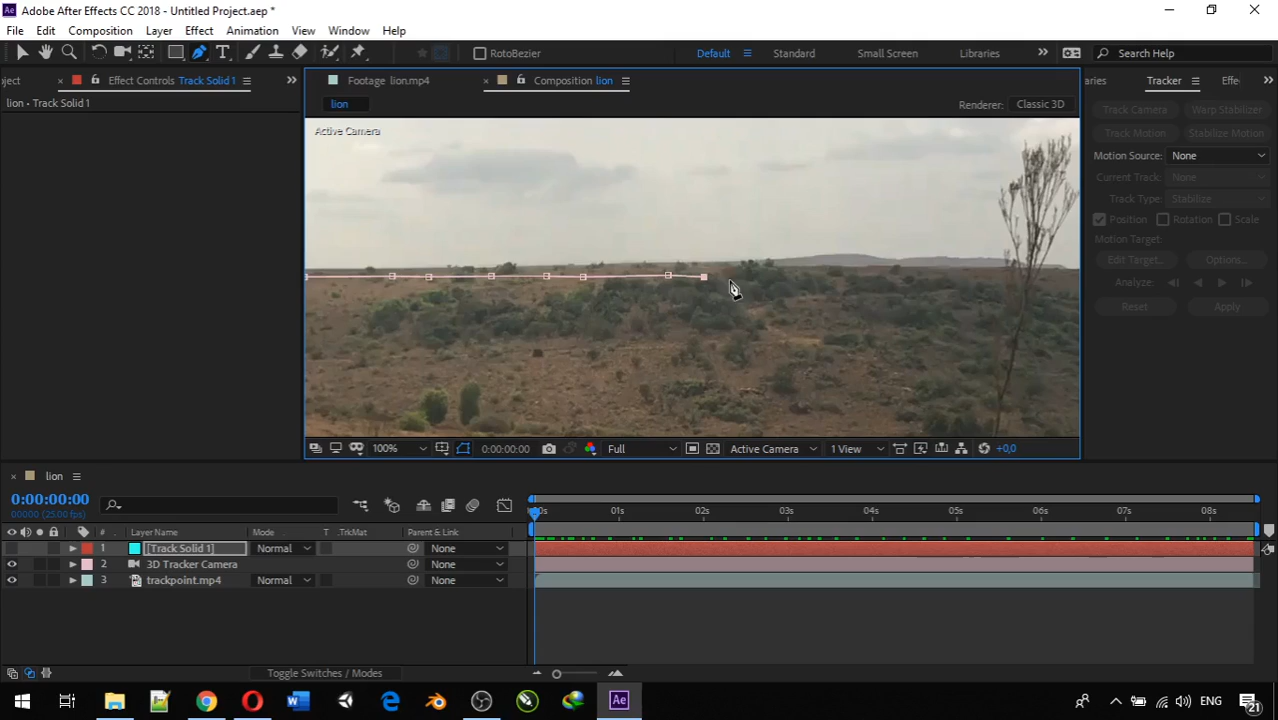 Adobe After Effects CC 2018 - Untitled Project.aep *
File Edit Composition Layer Effect Animation View Window Help
RotoBezier Default Standard Small Screen Libraries Search Help
oject Effect Controls Track Solid 1 Footage lion.mp4 Composition lion aries Tracker Effe
lion • Track Solid 1
lion Renderer: Classic 3D
Active Camera
Track Camera Warp Stabilizer
Track Motion Stabilize Motion
Motion Source: None
Current Track: None
Track Type: Stabilize
Position Rotation Scale
Motion Target:
Edit Target... Options...
Analyze:
Reset Apply
100% 0:00:00:00 Full Active Camera 1 View +0,0
lion
0:00:00:00
00000 (25.00 fps)
:00s 01s 02s 03s 04s 05s 06s 07s 08s
# Layer Name Mode T .TrkMat Parent & Link
1 [Track Solid 1] Normal None
2 3D Tracker Camera None
3 trackpoint.mp4 Normal None
Toggle Switches / Modes
ENG 21